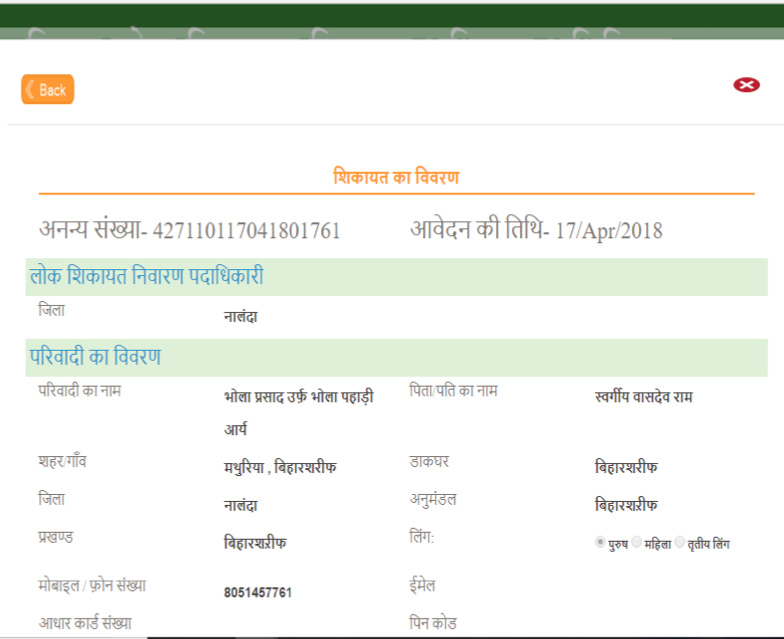 Back
शिकायत का विवरण
अनन्य संख्या- 427110117041801761 आवेदन की तिथि- 17/Apr/2018
लोक शिकायत निवारण पदाधिकारी
जिला नालंदा
परिवादी का विवरण
परिवादी का नाम भोला प्रसाद उर्फ़ भोला पहाड़ी पिता/पति का नाम स्वर्गीय वासदेव राम
आर्य
शहर/गाँव मथुरिया , बिहारशरीफ डाकघर बिहारशरीफ
जिला नालंदा अनुमंडल बिहारशरीफ
प्रखण्ड बिहारशरीफ लिंग: पुरुष महिला तृतीय लिंग
मोबाइल / फ़ोन संख्या 8051457761 ईमेल
आधार कार्ड संख्या पिन कोड